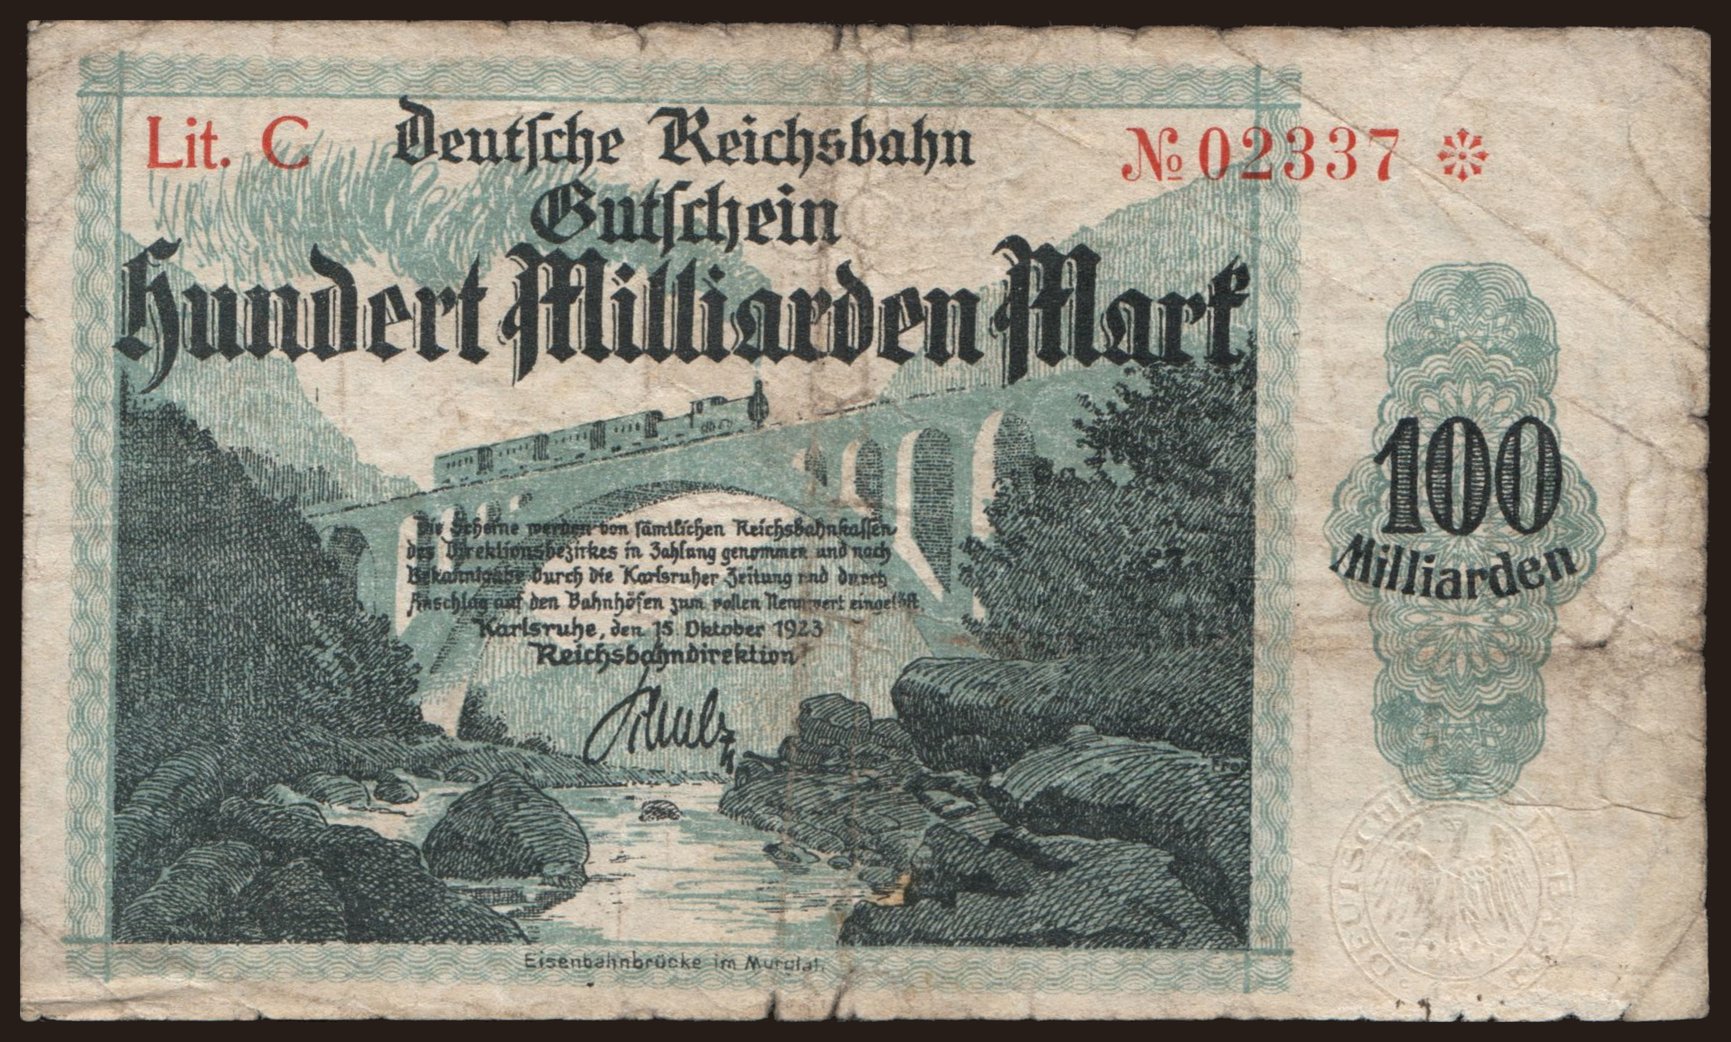 Lit. C
Deutsche Reichsbahn
№ 02337 *
Gutschein
Hundert Milliarden Mark
100
Milliarden
Die Scheine werden von sämtlichen Reichsbahnkassen
des Direktionsbezirkes in Zahlung genommen und nach
Bekanntgabe durch die Karlsruher Zeitung und durch
Anschlag auf den Bahnhöfen zum vollen Nennwert eingelöst.
Karlsruhe, den 15. Oktober 1923
Reichsbahndirektion
Eisenbahnbrücke im Murgtal.
DEUTSCHE